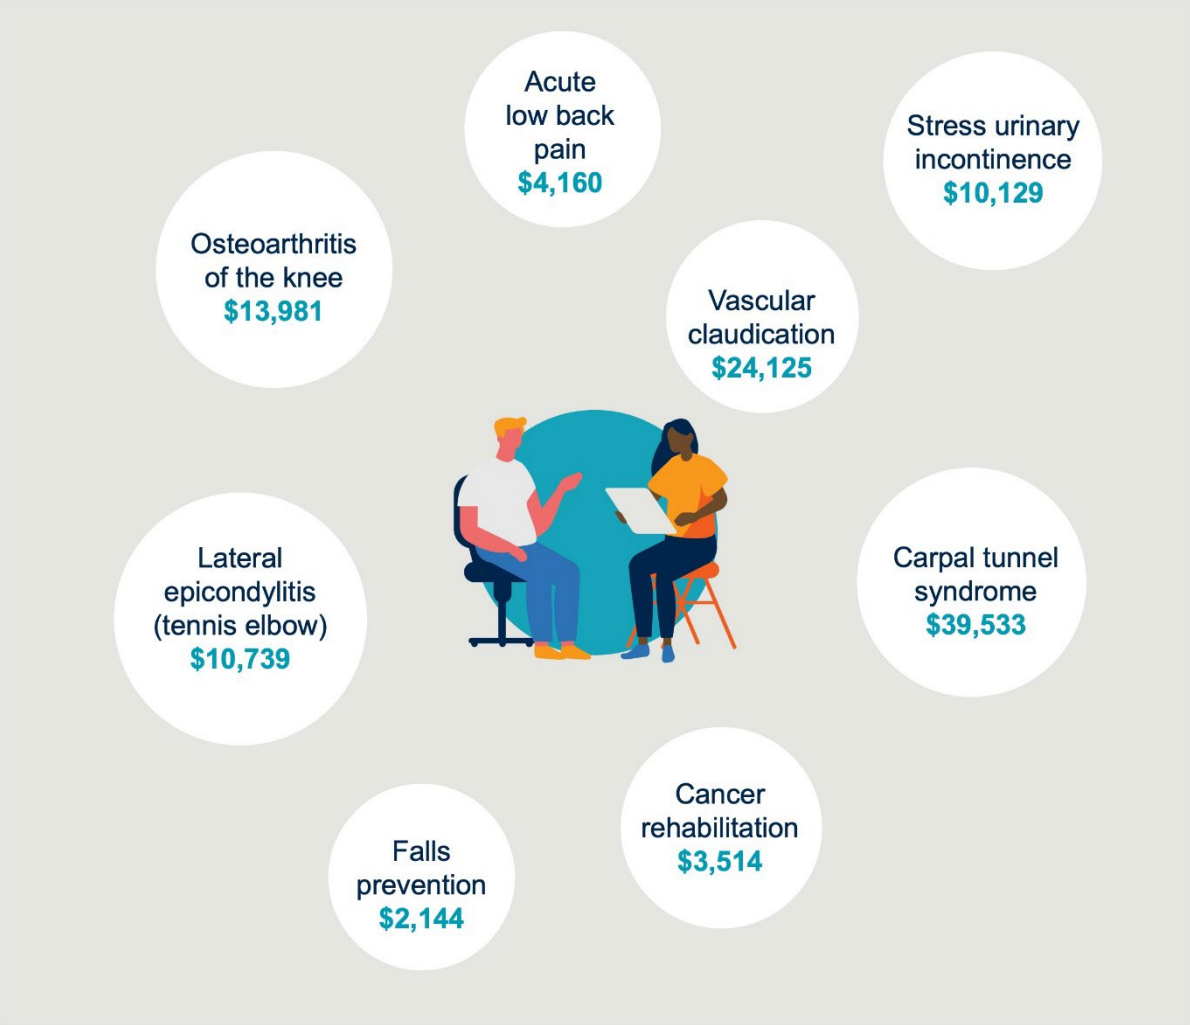 Acute
low back
pain
$4,160
Stress urinary
incontinence
$10,129
Osteoarthritis
of the knee
$13,981
Vascular
claudication
$24,125
Lateral
epicondylitis
(tennis elbow)
$10,739
Carpal tunnel
syndrome
$39,533
Cancer
rehabilitation
$3,514
Falls
prevention
$2,144